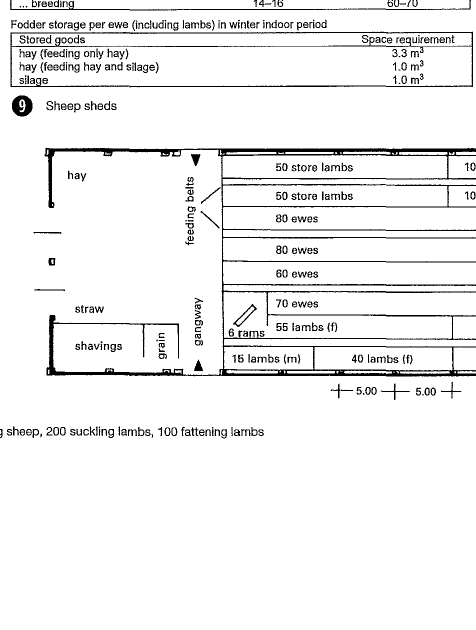 ... breeding 14–16 60–70
Fodder storage per ewe (including lambs) in winter indoor period
Stored goods Space requirement
hay (feeding only hay) 3.3 m³
hay (feeding hay and silage) 1.0 m³
silage 1.0 m³
9 Sheep sheds
hay
feeding belts
50 store lambs 10
50 store lambs 10
80 ewes
80 ewes
60 ewes
straw
gangway
70 ewes
6 rams
55 lambs (f)
shavings
grain
15 lambs (m) 40 lambs (f)
5.00 5.00
g sheep, 200 suckling lambs, 100 fattening lambs